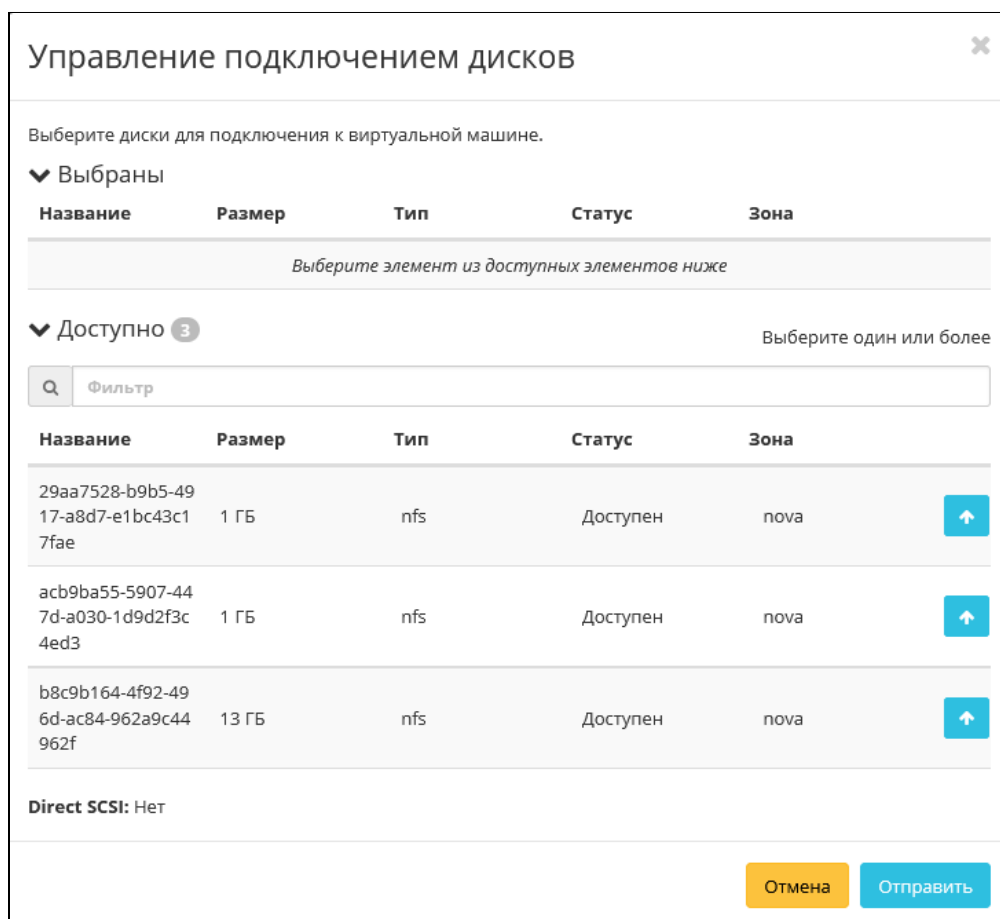 Управление подключением дисков
Выберите диски для подключения к виртуальной машине.
Выбраны
Название Размер Тип Статус Зона
Выберите элемент из доступных элементов ниже
Доступно 3
Выберите один или более
Фильтр
Название Размер Тип Статус Зона
29aa7528-b9b5-49
17-a8d7-e1bc43c1 1 ГБ nfs Доступен nova
7fae
acb9ba55-5907-44
7d-a030-1d9d2f3c 1 ГБ nfs Доступен nova
4ed3
b8c9b164-4f92-49
6d-ac84-962a9c44 13 ГБ nfs Доступен nova
962f
Direct SCSI: Нет
Отмена Отправить